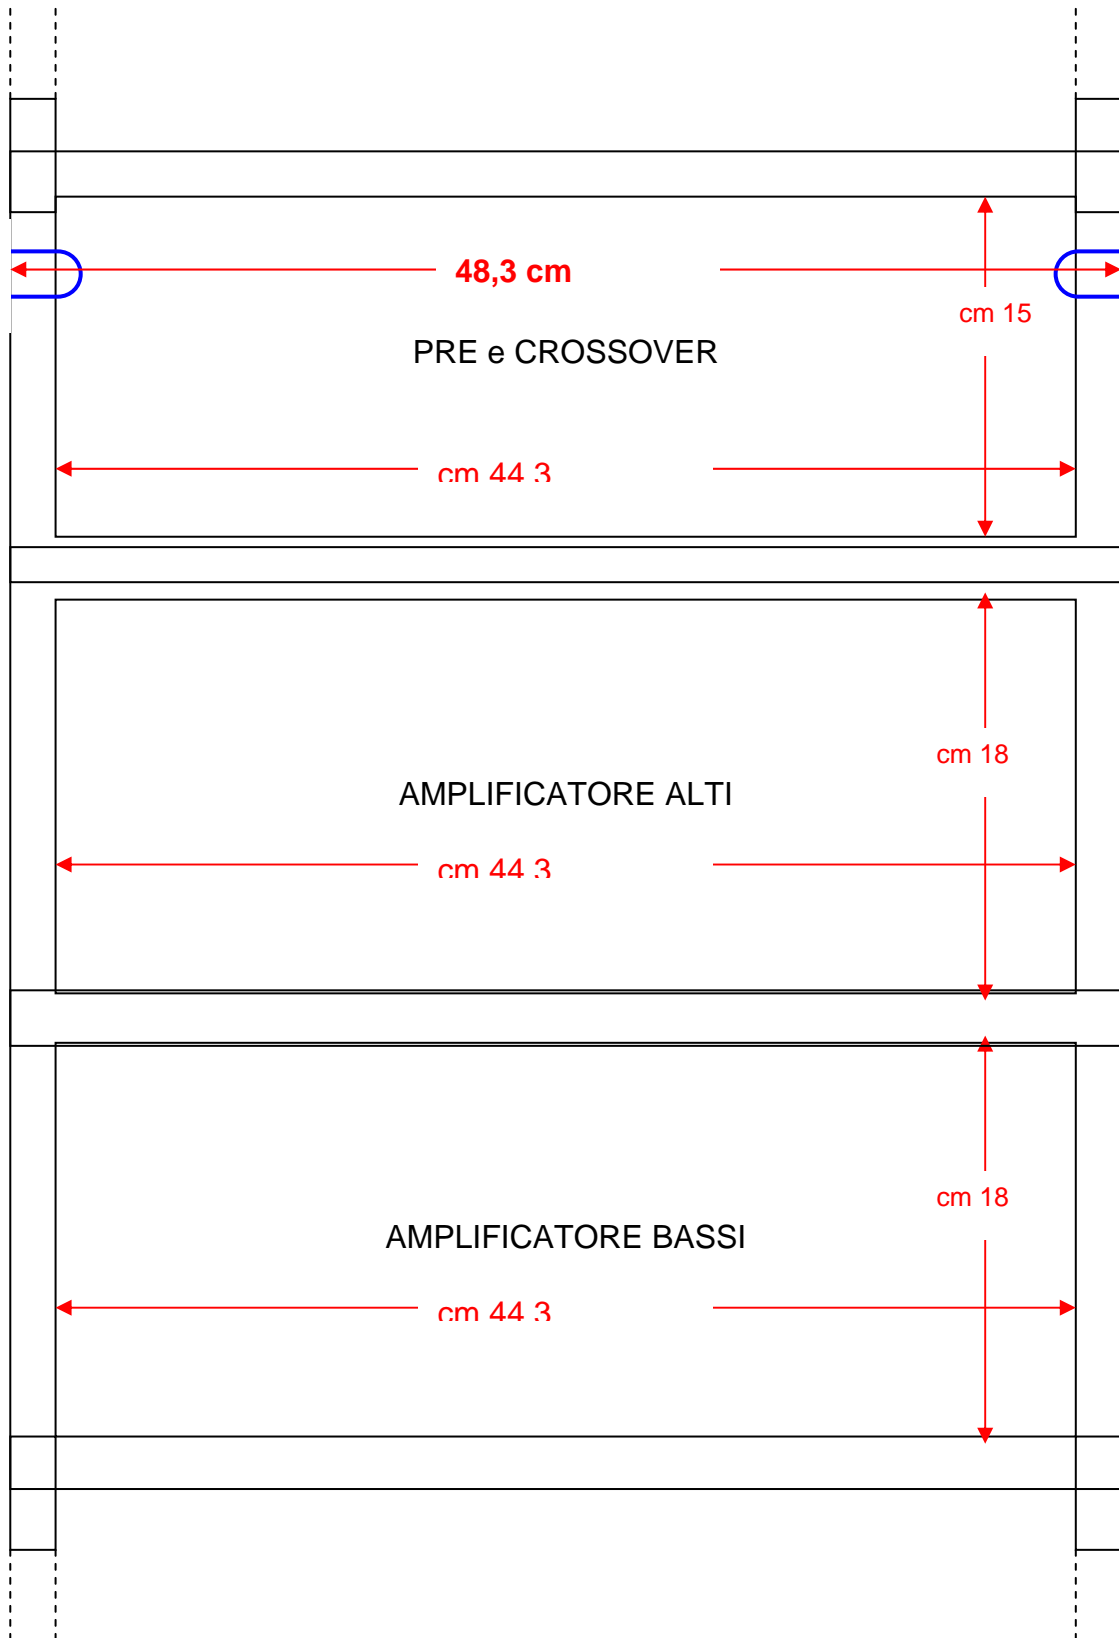 48,3 cm
cm 15
PRE e CROSSOVER
cm 44,3
cm 18
AMPLIFICATORE ALTI
cm 44,3
cm 18
AMPLIFICATORE BASSI
cm 44,3